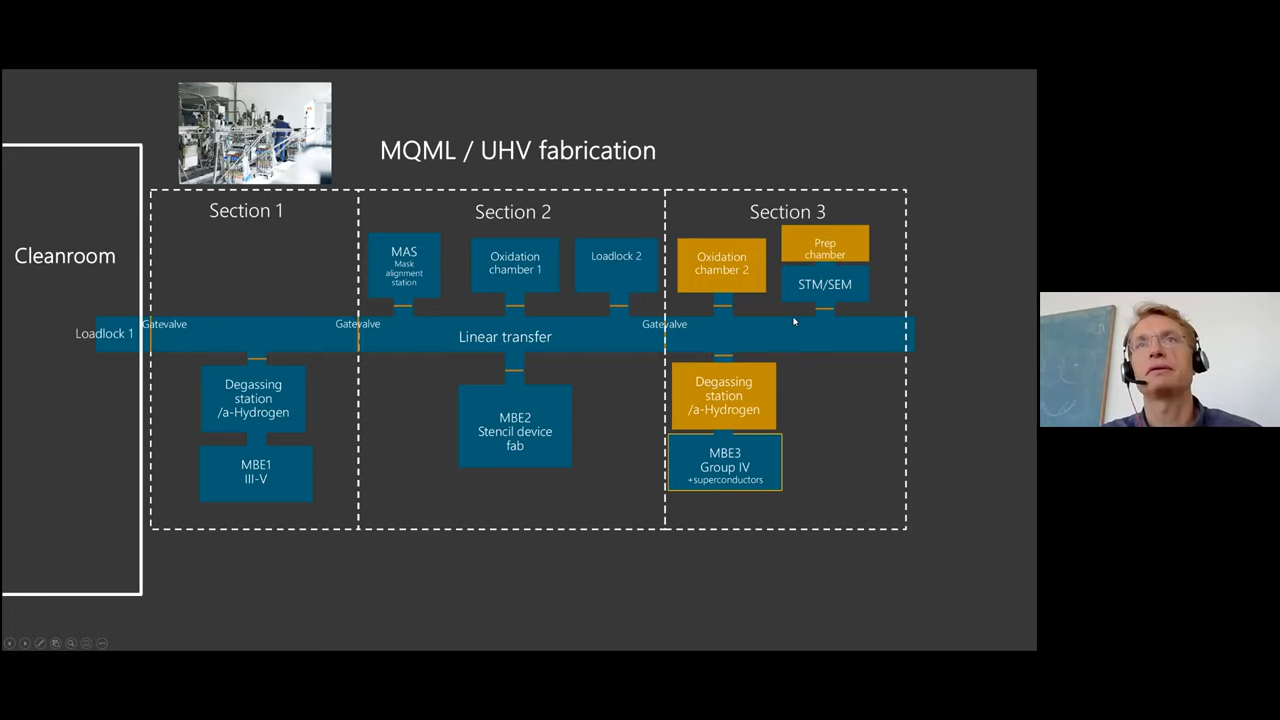 MQML / UHV fabrication
Cleanroom
Section 1
Section 2
Section 3
MAS
Mask
alignment
station
Oxidation
chamber 1
Loadlock 2
Oxidation
chamber 2
Prep
chamber
STM/SEM
Loadlock 1
Gatevalve
Gatevalve
Linear transfer
Gatevalve
Degassing
station
/a-Hydrogen
MBE1
III-V
MBE2
Stencil device
fab
Degassing
station
/a-Hydrogen
MBE3
Group IV
+superconductors